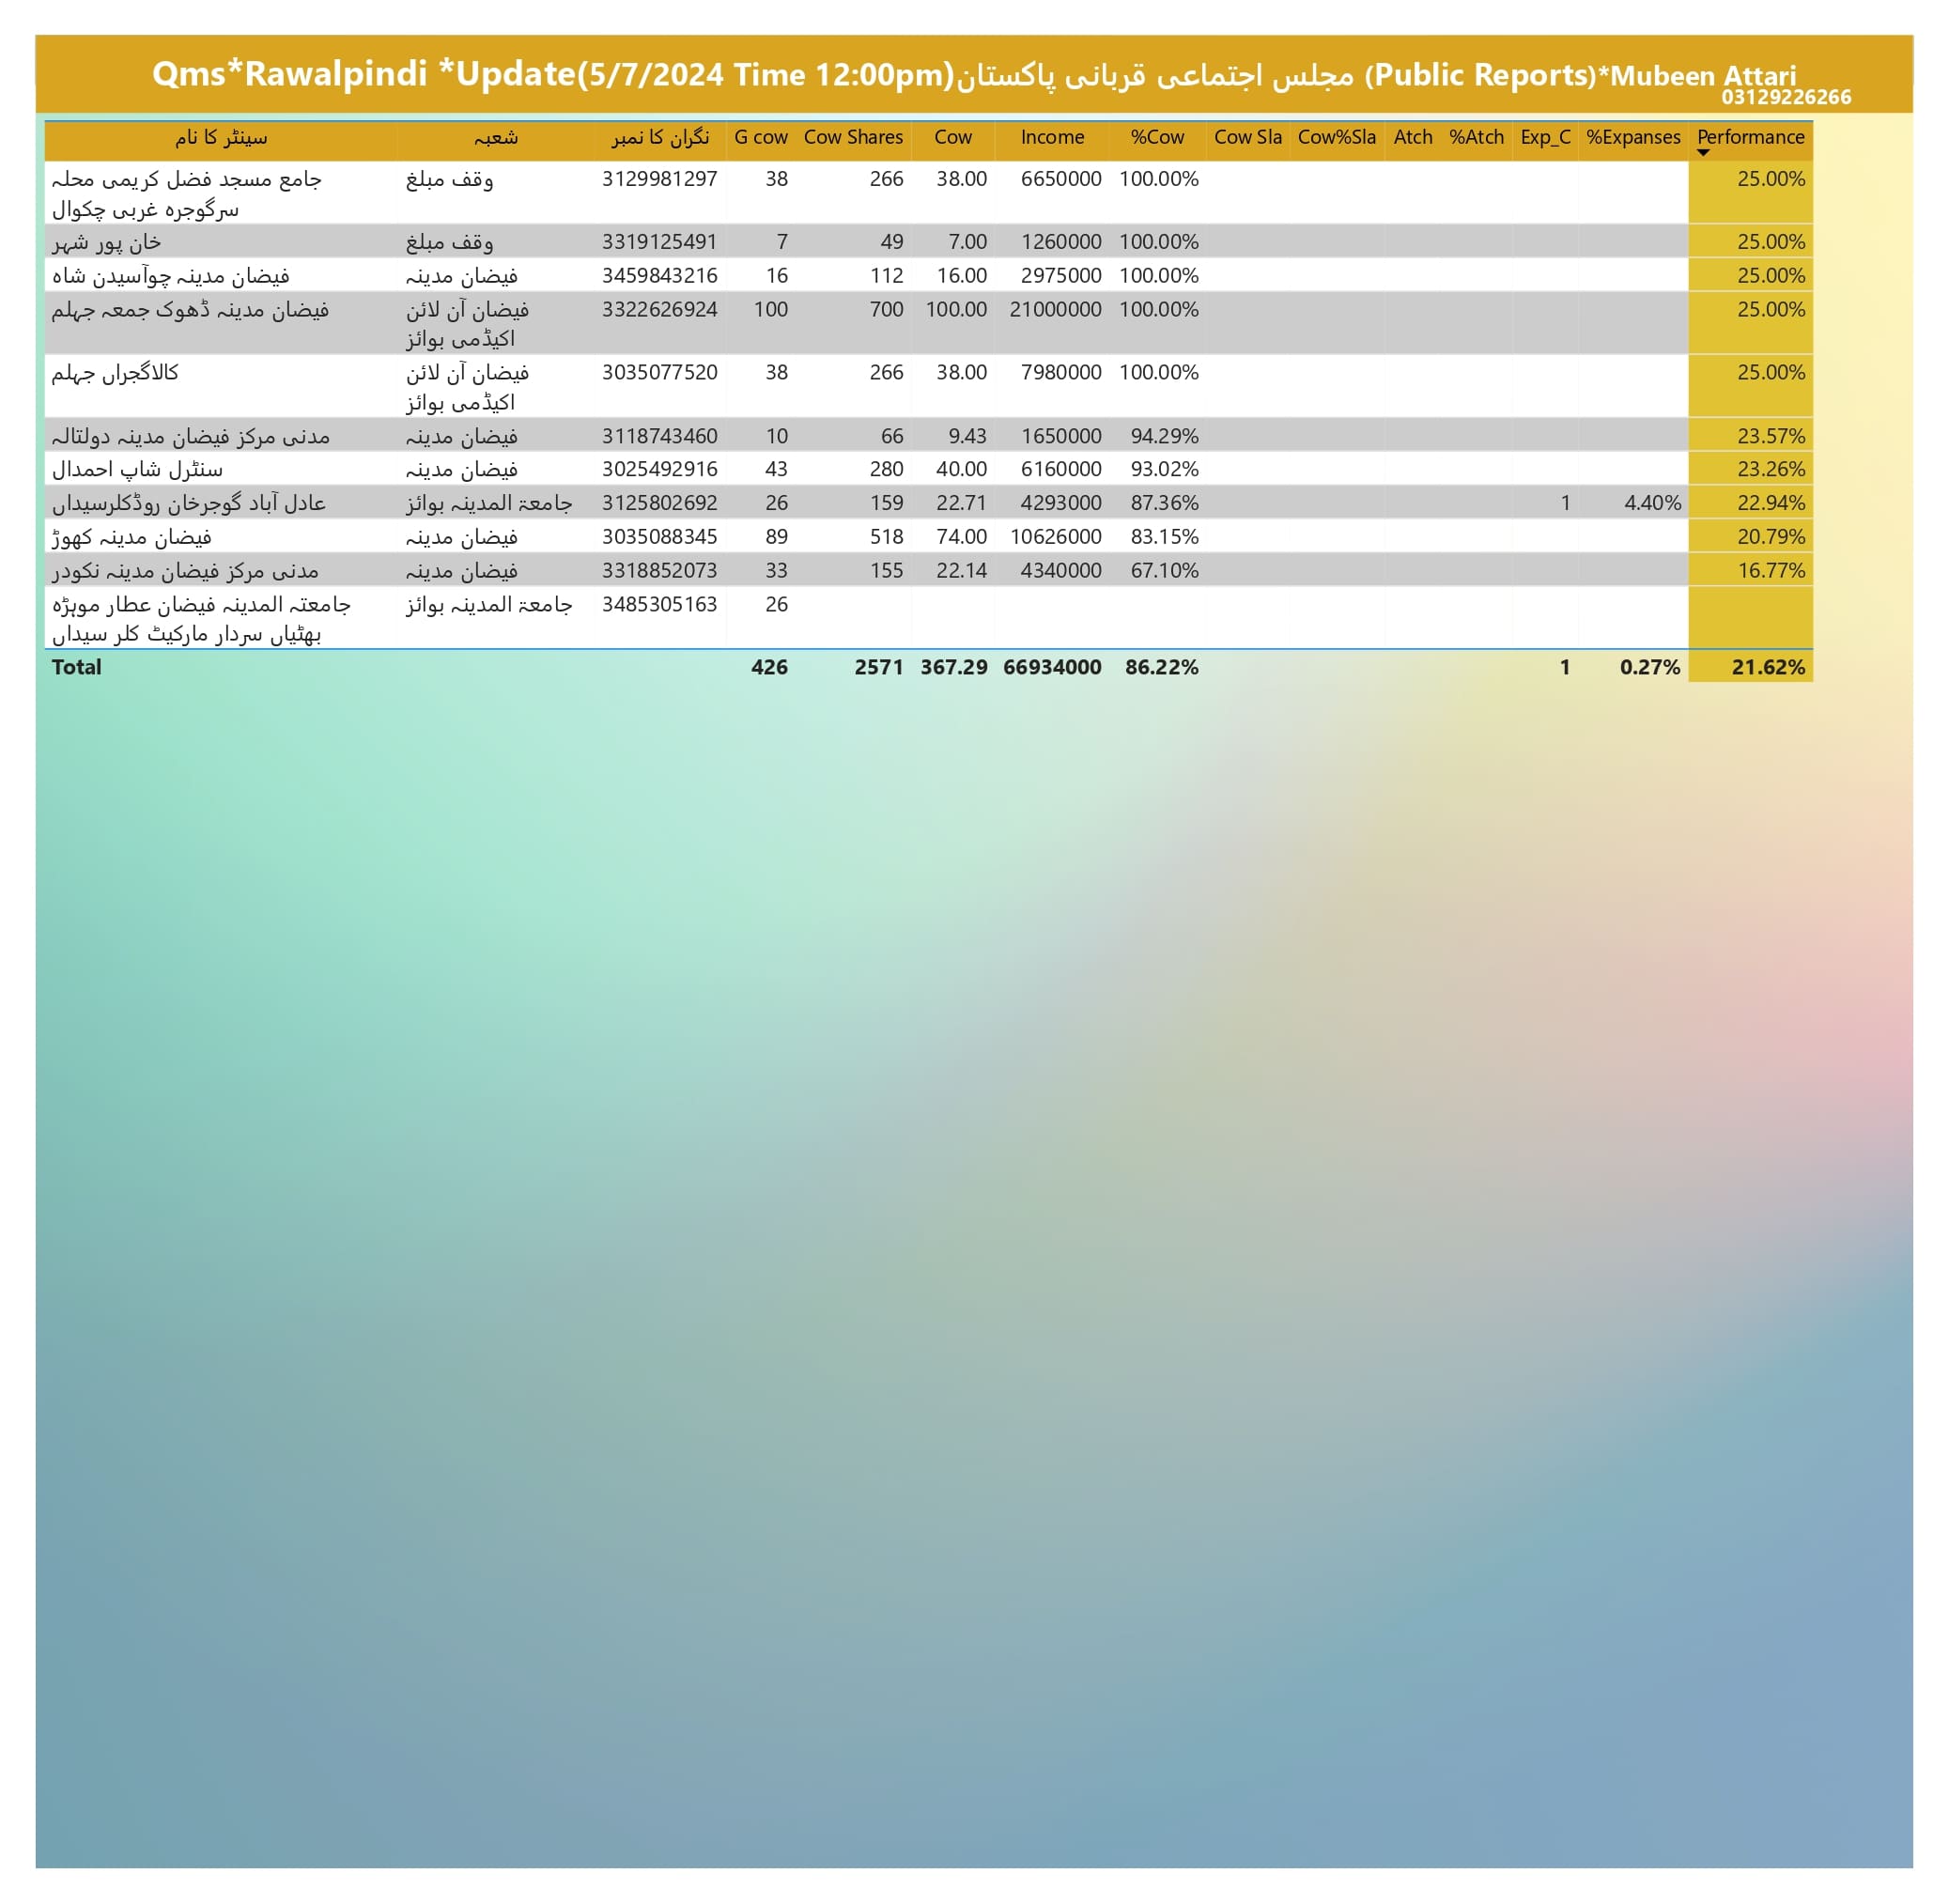 Qms*Rawalpindi *Update(5/7/2024 Time 12:00pm)مجلس اجتماعی قربانی پاکستان (Public Reports)*Mubeen Attari
03129226266
سینٹر کا نام شعبہ نگران کا نمبر G cow Cow Shares Cow Income %Cow Cow Sla Cow%Sla Atch %Atch Exp_C %Expanses Performance
جامع مسجد فضل کریمی محلہ وقف مبلغ 3129981297 38 266 38.00 6650000 100.00% 25.00%
سرگوجرہ غربی چکوال
خان پور شہر وقف مبلغ 3319125491 7 49 7.00 1260000 100.00% 25.00%
فیضان مدینہ چوآسیدن شاہ فیضان مدینہ 3459843216 16 112 16.00 2975000 100.00% 25.00%
فیضان مدینہ ڈھوک جمعہ جہلم فیضان آن لائن 3322626924 100 700 100.00 21000000 100.00% 25.00%
اکیڈمی بوائز
کالاگجراں جہلم فیضان آن لائن 3035077520 38 266 38.00 7980000 100.00% 25.00%
اکیڈمی بوائز
مدنی مرکز فیضان مدینہ دولتالہ فیضان مدینہ 3118743460 10 66 9.43 1650000 94.29% 23.57%
سنٹرل شاپ احمدال فیضان مدینہ 3025492916 43 280 40.00 6160000 93.02% 23.26%
عادل آباد گوجرخان روڈکلرسیداں جامعۃ المدینہ بوائز 3125802692 26 159 22.71 4293000 87.36% 1 4.40% 22.94%
فیضان مدینہ کھوڑ فیضان مدینہ 3035088345 89 518 74.00 10626000 83.15% 20.79%
مدنی مرکز فیضان مدینہ نکودر فیضان مدینہ 3318852073 33 155 22.14 4340000 67.10% 16.77%
جامعتہ المدینہ فیضان عطار موہڑہ جامعۃ المدینہ بوائز 3485305163 26
بھٹیاں سردار مارکیٹ کلر سیداں
Total 426 2571 367.29 66934000 86.22% 1 0.27% 21.62%